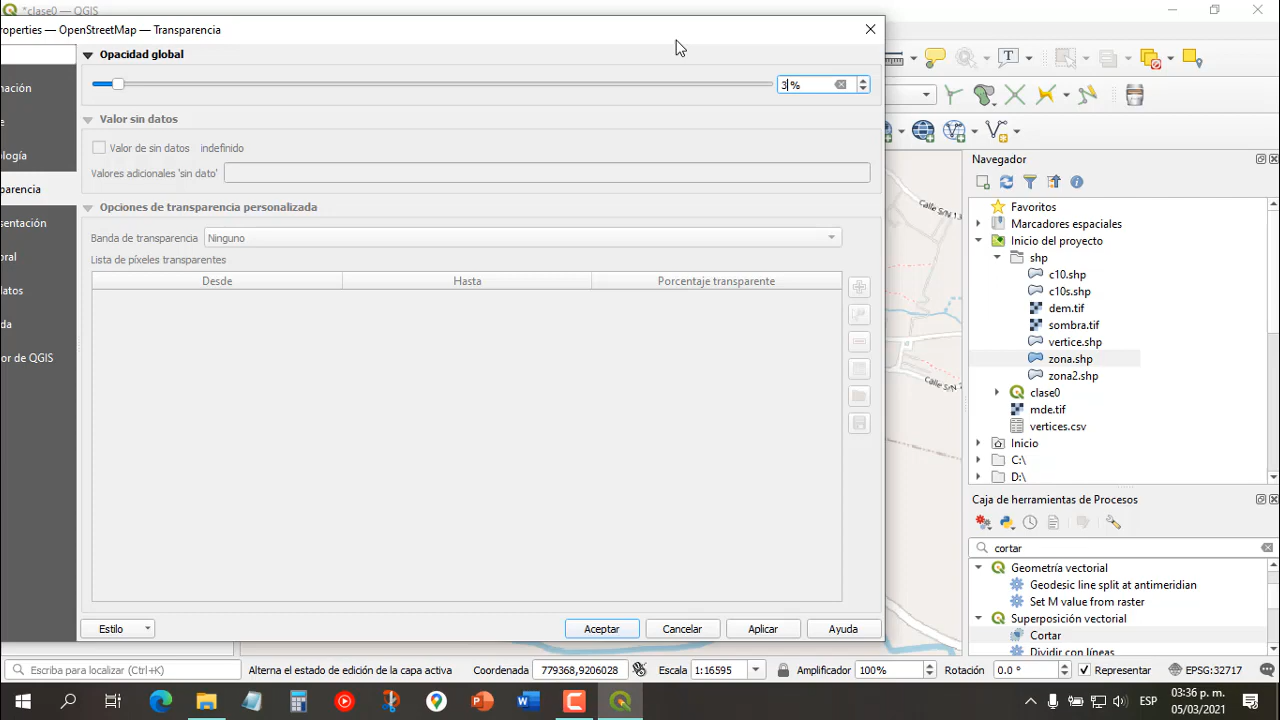 *clase0 — QGIS
roperties — OpenStreetMap — Transparencia
Opacidad global
3%
mación
e
ología
parencia
sentación
oral
datos
da
or de QGIS
Valor sin datos
Valor de sin datos indefinido
Valores adicionales 'sin dato'
Opciones de transparencia personalizada
Banda de transparencia Ninguno
Lista de píxeles transparentes
Desde Hasta Porcentaje transparente
Estilo Aceptar Cancelar Aplicar Ayuda
Calle S/N 13
Calle S/N
Navegador
Favoritos
Marcadores espaciales
Inicio del proyecto
shp
c10.shp
c10s.shp
dem.tif
sombra.tif
vertice.shp
zona.shp
zona2.shp
clase0
mde.tif
vertices.csv
Inicio
C:\
D:\
Caja de herramientas de Procesos
cortar
Geometría vectorial
Geodesic line split at antimeridian
Set M value from raster
Superposición vectorial
Cortar
Dividir con líneas
Escriba para localizar (Ctrl+K) Alterna el estado de edición de la capa activa Coordenada 779368,9206028 Escala 1:16595 Amplificador 100% Rotación 0.0 ° Representar EPSG:32717
ESP 03:36 p. m.
05/03/2021